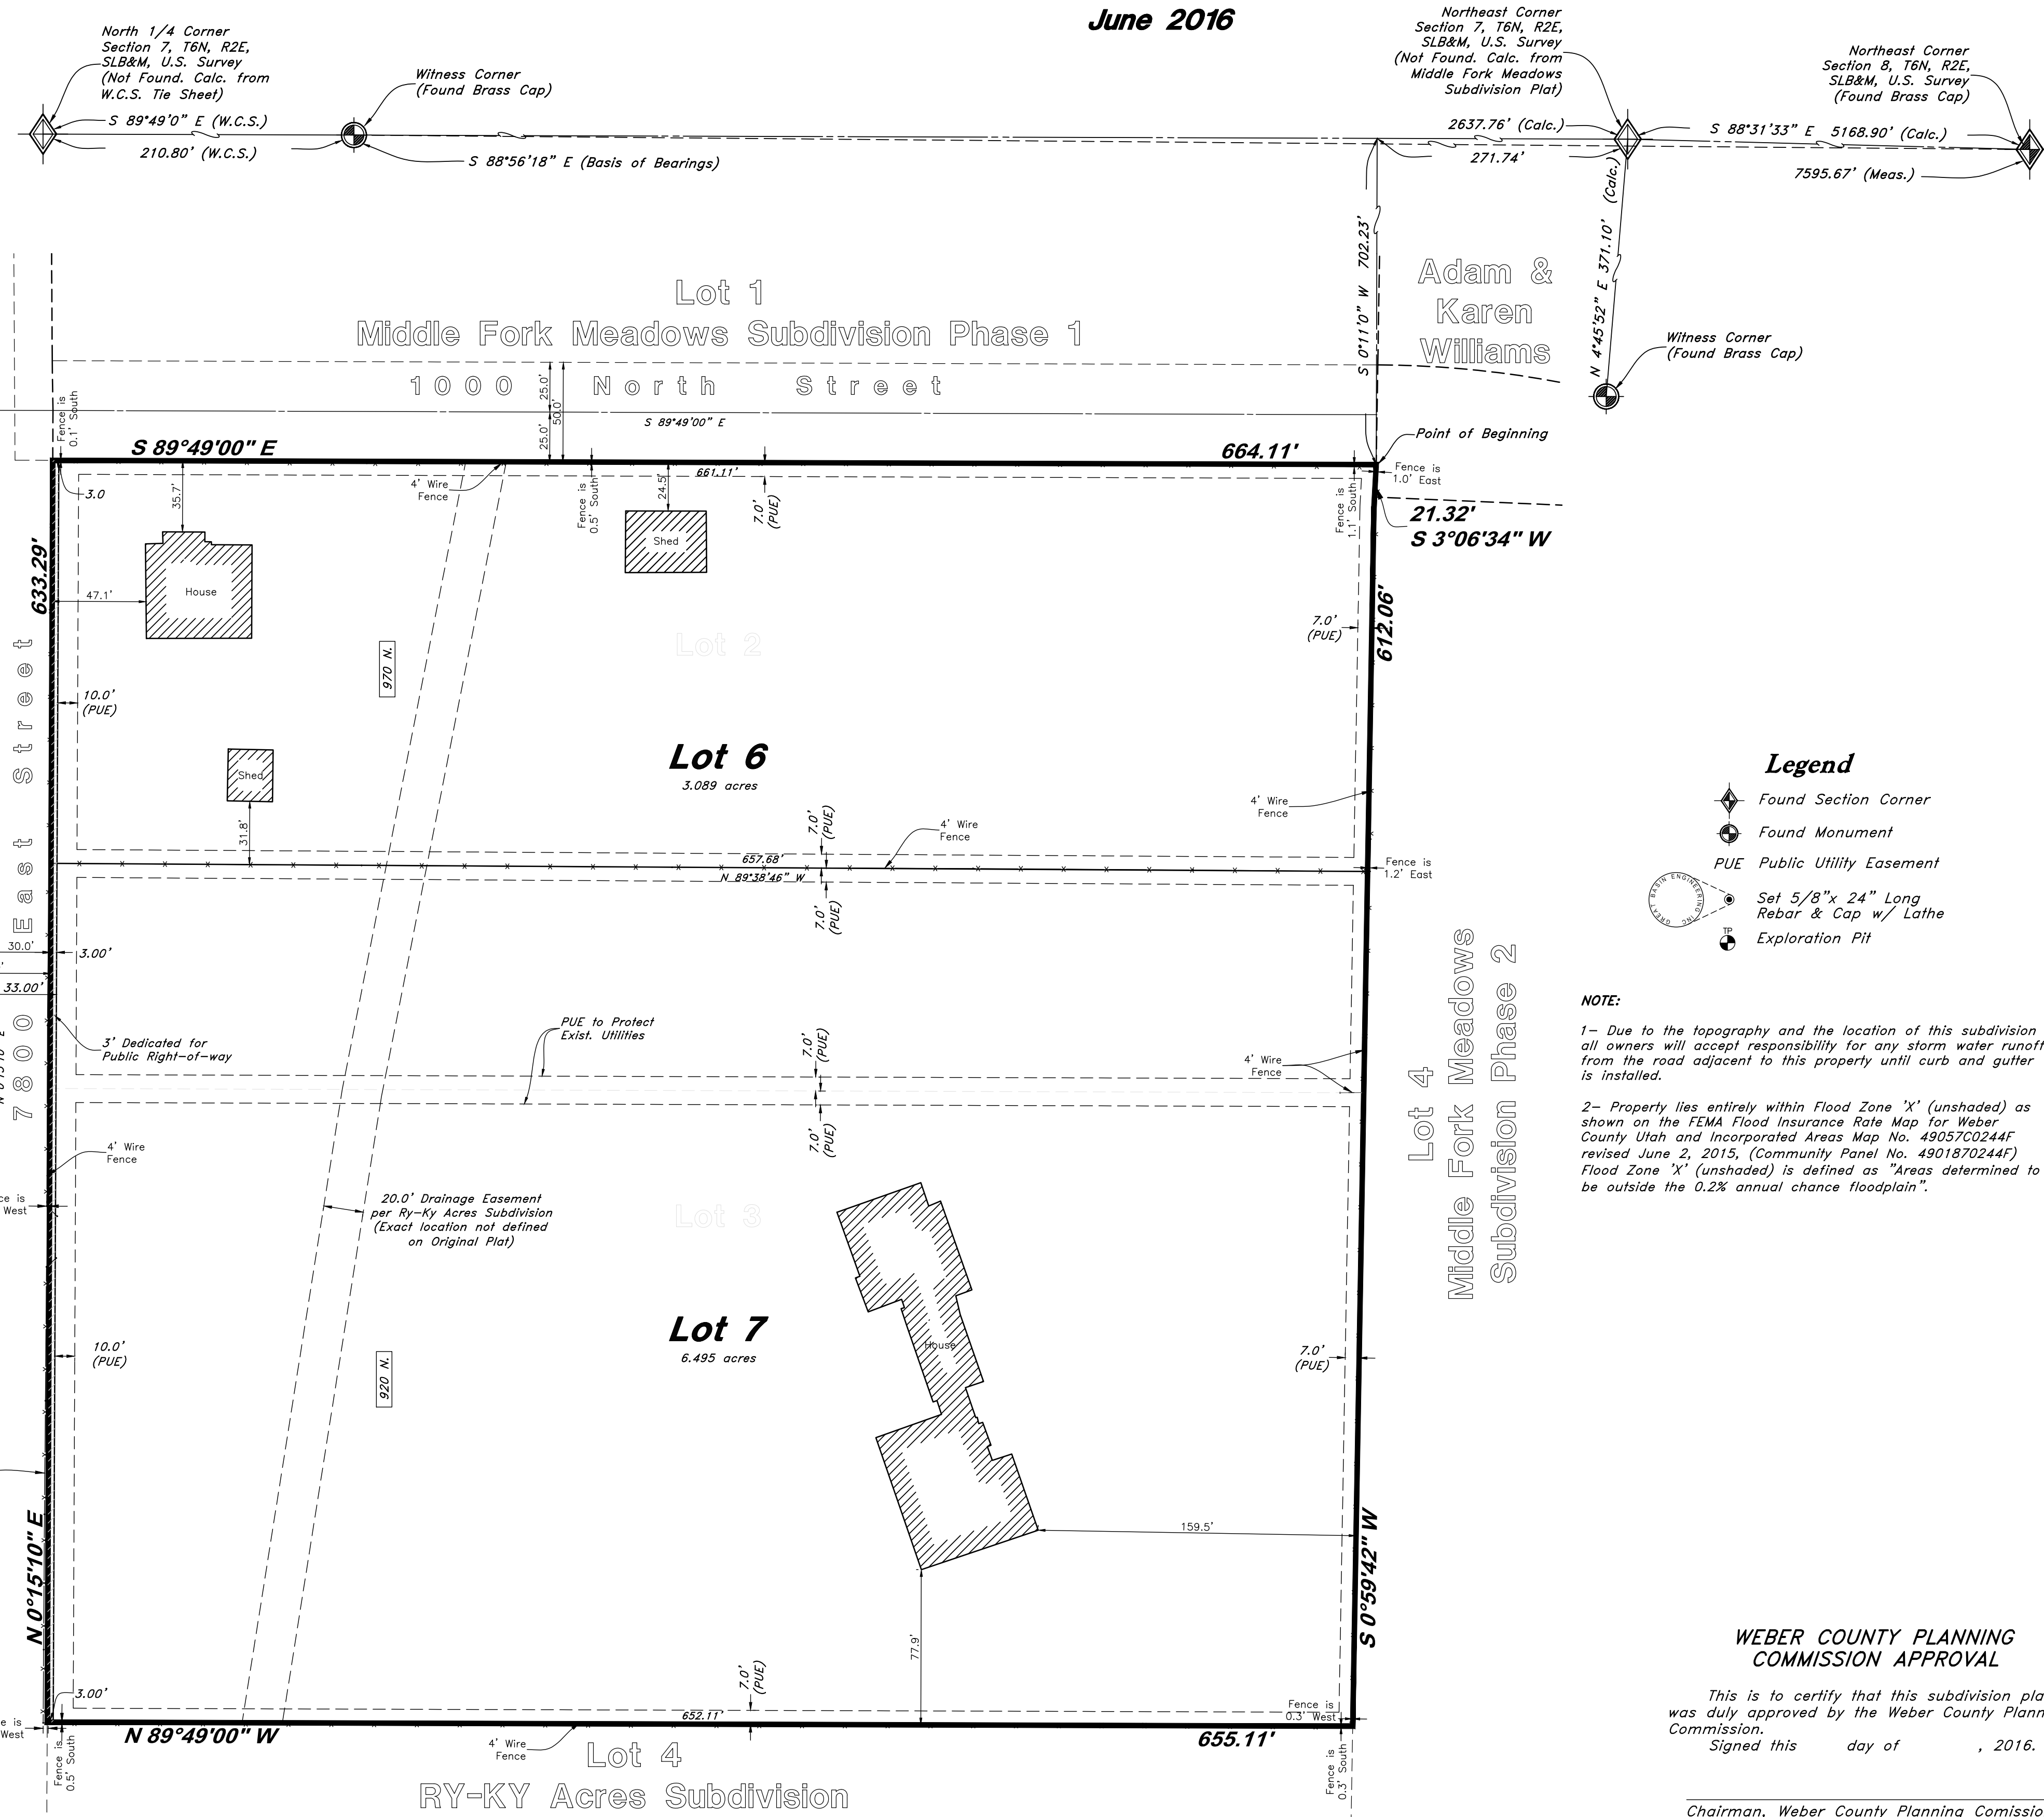 June 2016
North 1/4 Corner
Section 7, T6N, R2E,
SLB&M, U.S. Survey
(Not Found. Calc. from
W.C.S. Tie Sheet)
Witness Corner
(Found Brass Cap)
Northeast Corner
Section 7, T6N, R2E,
SLB&M, U.S. Survey
(Not Found. Calc. from
Middle Fork Meadows
Subdivision Plat)
Northeast Corner
Section 8, T6N, R2E,
SLB&M, U.S. Survey
(Found Brass Cap)
S 89°49'0" E (W.C.S.)
210.80' (W.C.S.)
S 88°56'18" E (Basis of Bearings)
2637.76' (Calc.)
271.74'
S 88°31'33" E 5168.90' (Calc.)
7595.67' (Meas.)
S 0°11'0" W 702.23'
N 4°45'52" E 371.10' (Calc.)
Adam &
Karen
Williams
Witness Corner
(Found Brass Cap)
Lot 1
Middle Fork Meadows Subdivision Phase 1
1000 North Street
25.0'
50.0'
25.0'
S 89°49'00" E
Fence is
0.1' South
S 89°49'00" E
664.11'
Point of Beginning
Fence is
1.0' East
661.11'
3.0
35.7'
4' Wire
Fence
Fence is
0.5' South
24.5'
7.0'
(PUE)
Fence is
1.1' South
21.32'
S 3°06'34" W
633.29'
House
47.1'
Shed
Lot 2
970 N.
7.0'
(PUE)
612.06'
10.0'
(PUE)
Shed
31.8'
Lot 6
3.089 acres
4' Wire
Fence
7.0'
(PUE)
4' Wire
Fence
657.68'
N 89°38'46" W
7.0'
(PUE)
Fence is
1.2' East
7800 East Street
30.0'
3.00'
33.00'
3' Dedicated for
Public Right-of-way
PUE to Protect
Exist. Utilities
7.0'
(PUE)
7.0'
(PUE)
4' Wire
Fence
4' Wire
Fence
20.0' Drainage Easement
per Ry-Ky Acres Subdivision
(Exact location not defined
on Original Plat)
Lot 3
Lot 7
6.495 acres
House
10.0'
(PUE)
920 N.
7.0'
(PUE)
159.5'
77.9'
N 0°15'10" E
S 0°59'42" W
3.00'
7.0'
(PUE)
652.11'
Fence is
0.3' West
N 89°49'00" W
655.11'
4' Wire
Fence
Fence is
0.5' South
Fence is
0.3' South
West
West
Lot 4
RY-KY Acres Subdivision
Lot 4
Middle Fork Meadows
Subdivision Phase 2
Legend
Found Section Corner
Found Monument
PUE Public Utility Easement
GREAT BASIN ENGINEERING INC
Set 5/8"x 24" Long
Rebar & Cap w/ Lathe
TP
Exploration Pit
NOTE:
1- Due to the topography and the location of this subdivision
all owners will accept responsibility for any storm water runoff
from the road adjacent to this property until curb and gutter
is installed.
2- Property lies entirely within Flood Zone 'X' (unshaded) as
shown on the FEMA Flood Insurance Rate Map for Weber
County Utah and Incorporated Areas Map No. 49057C0244F
revised June 2, 2015, (Community Panel No. 4901870244F)
Flood Zone 'X' (unshaded) is defined as "Areas determined to
be outside the 0.2% annual chance floodplain".
WEBER COUNTY PLANNING
COMMISSION APPROVAL
This is to certify that this subdivision pla
was duly approved by the Weber County Plann
Commission.
Signed this day of , 2016.
Chairman, Weber County Planning Comissio